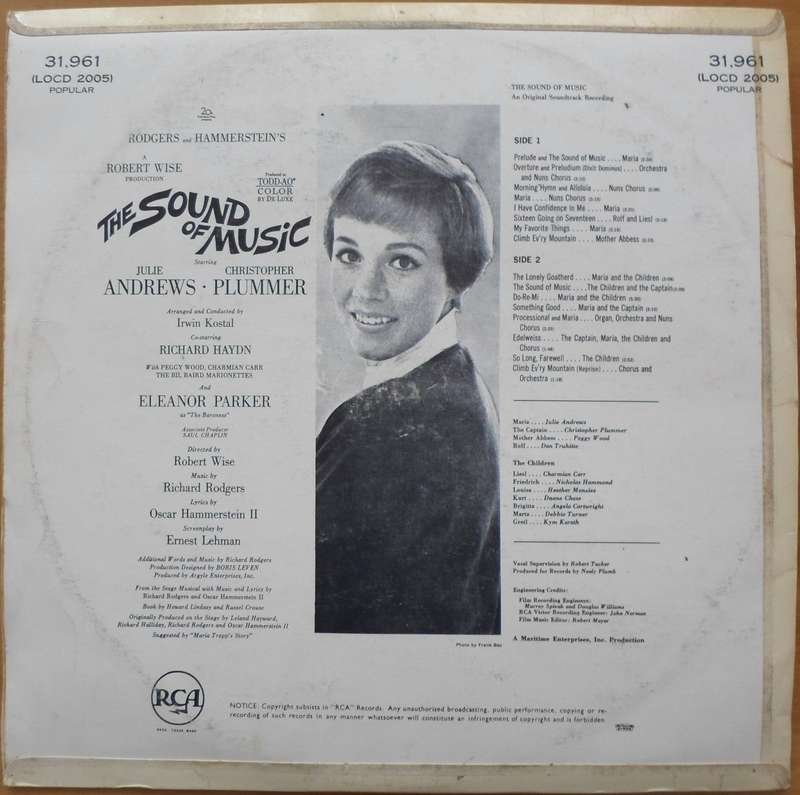 31,961
(LOCD 2005)
POPULAR
31,961
(LOCD 2005)
POPULAR
RODGERS and HAMMERSTEIN'S
A
ROBERT WISE
PRODUCTION
Produced in
TODD-AO
COLOR
BY DE LUXE
THE SOUND
OF MUSIC
Starring
JULIE CHRISTOPHER
ANDREWS · PLUMMER
Arranged and Conducted by
Irwin Kostal
Co-starring
RICHARD HAYDN
With PEGGY WOOD, CHARMIAN CARR
THE BIL BAIRD MARIONETTES
And
ELEANOR PARKER
as "The Baroness"
Associate Producer
SAUL CHAPLIN
Directed by
Robert Wise
Music by
Richard Rodgers
Lyrics by
Oscar Hammerstein II
Screenplay by
Ernest Lehman
Additional Words and Music by Richard Rodgers
Production Designed by BORIS LEVEN
Produced by Argyle Enterprises, Inc.
From the Stage Musical with Music and Lyrics by
Richard Rodgers and Oscar Hammerstein II
Book by Howard Lindsay and Russel Crouse
Originally Produced on the Stage by Leland Hayward,
Richard Halliday, Richard Rodgers and Oscar Hammerstein II
Suggested by "Maria Trapp's Story"
Photo by Frank Bez
THE SOUND OF MUSIC
An Original Soundtrack Recording
SIDE 1
Prelude and The Sound of Music . . . . Maria
Overture and Preludium (Dixit Dominus) . . . . Orchestra
and Nuns Chorus
Morning Hymn and Alleluia . . . . Nuns Chorus
Maria . . . . Nuns Chorus
I Have Confidence in Me . . . . Maria
Sixteen Going on Seventeen . . . . Rolf and Liesl
My Favorite Things . . . . Maria
Climb Ev'ry Mountain . . . . Mother Abbess
SIDE 2
The Lonely Goatherd . . . . Maria and the Children
The Sound of Music . . . . The Children and the Captain
Do-Re-Mi . . . . Maria and the Children
Something Good . . . . Maria and the Captain
Processional and Maria . . . . Organ, Orchestra and Nuns
Chorus
Edelweiss . . . . The Captain, Maria, the Children and
Chorus
So Long, Farewell . . . . The Children
Climb Ev'ry Mountain (Reprise) . . . . Chorus and
Orchestra
Maria . . . . Julie Andrews
The Captain . . . . Christopher Plummer
Mother Abbess . . . . Peggy Wood
Rolf . . . . Dan Truhitte
The Children
Liesl . . . . Charmian Carr
Friedrich . . . . Nicholas Hammond
Louisa . . . . Heather Menzies
Kurt . . . . Duane Chase
Brigitta . . . . Angela Cartwright
Marta . . . . Debbie Turner
Gretl . . . . Kym Karath
Vocal Supervision by Robert Tucker
Produced for Records by Neely Plumb
Engineering Credits:
Film Recording Engineer:
Murray Spivak and Douglas Williams
RCA Victor Recording Engineer: John Norman
Film Music Editor: Robert Mayer
A Maritime Enterprises, Inc. Production
RCA
NOTICE: Copyright subsists in "RCA" Records. Any unauthorised broadcasting, public performance, copying or re-
recording of such records in any manner whatsoever will constitute an infringement of copyright and is forbidden.